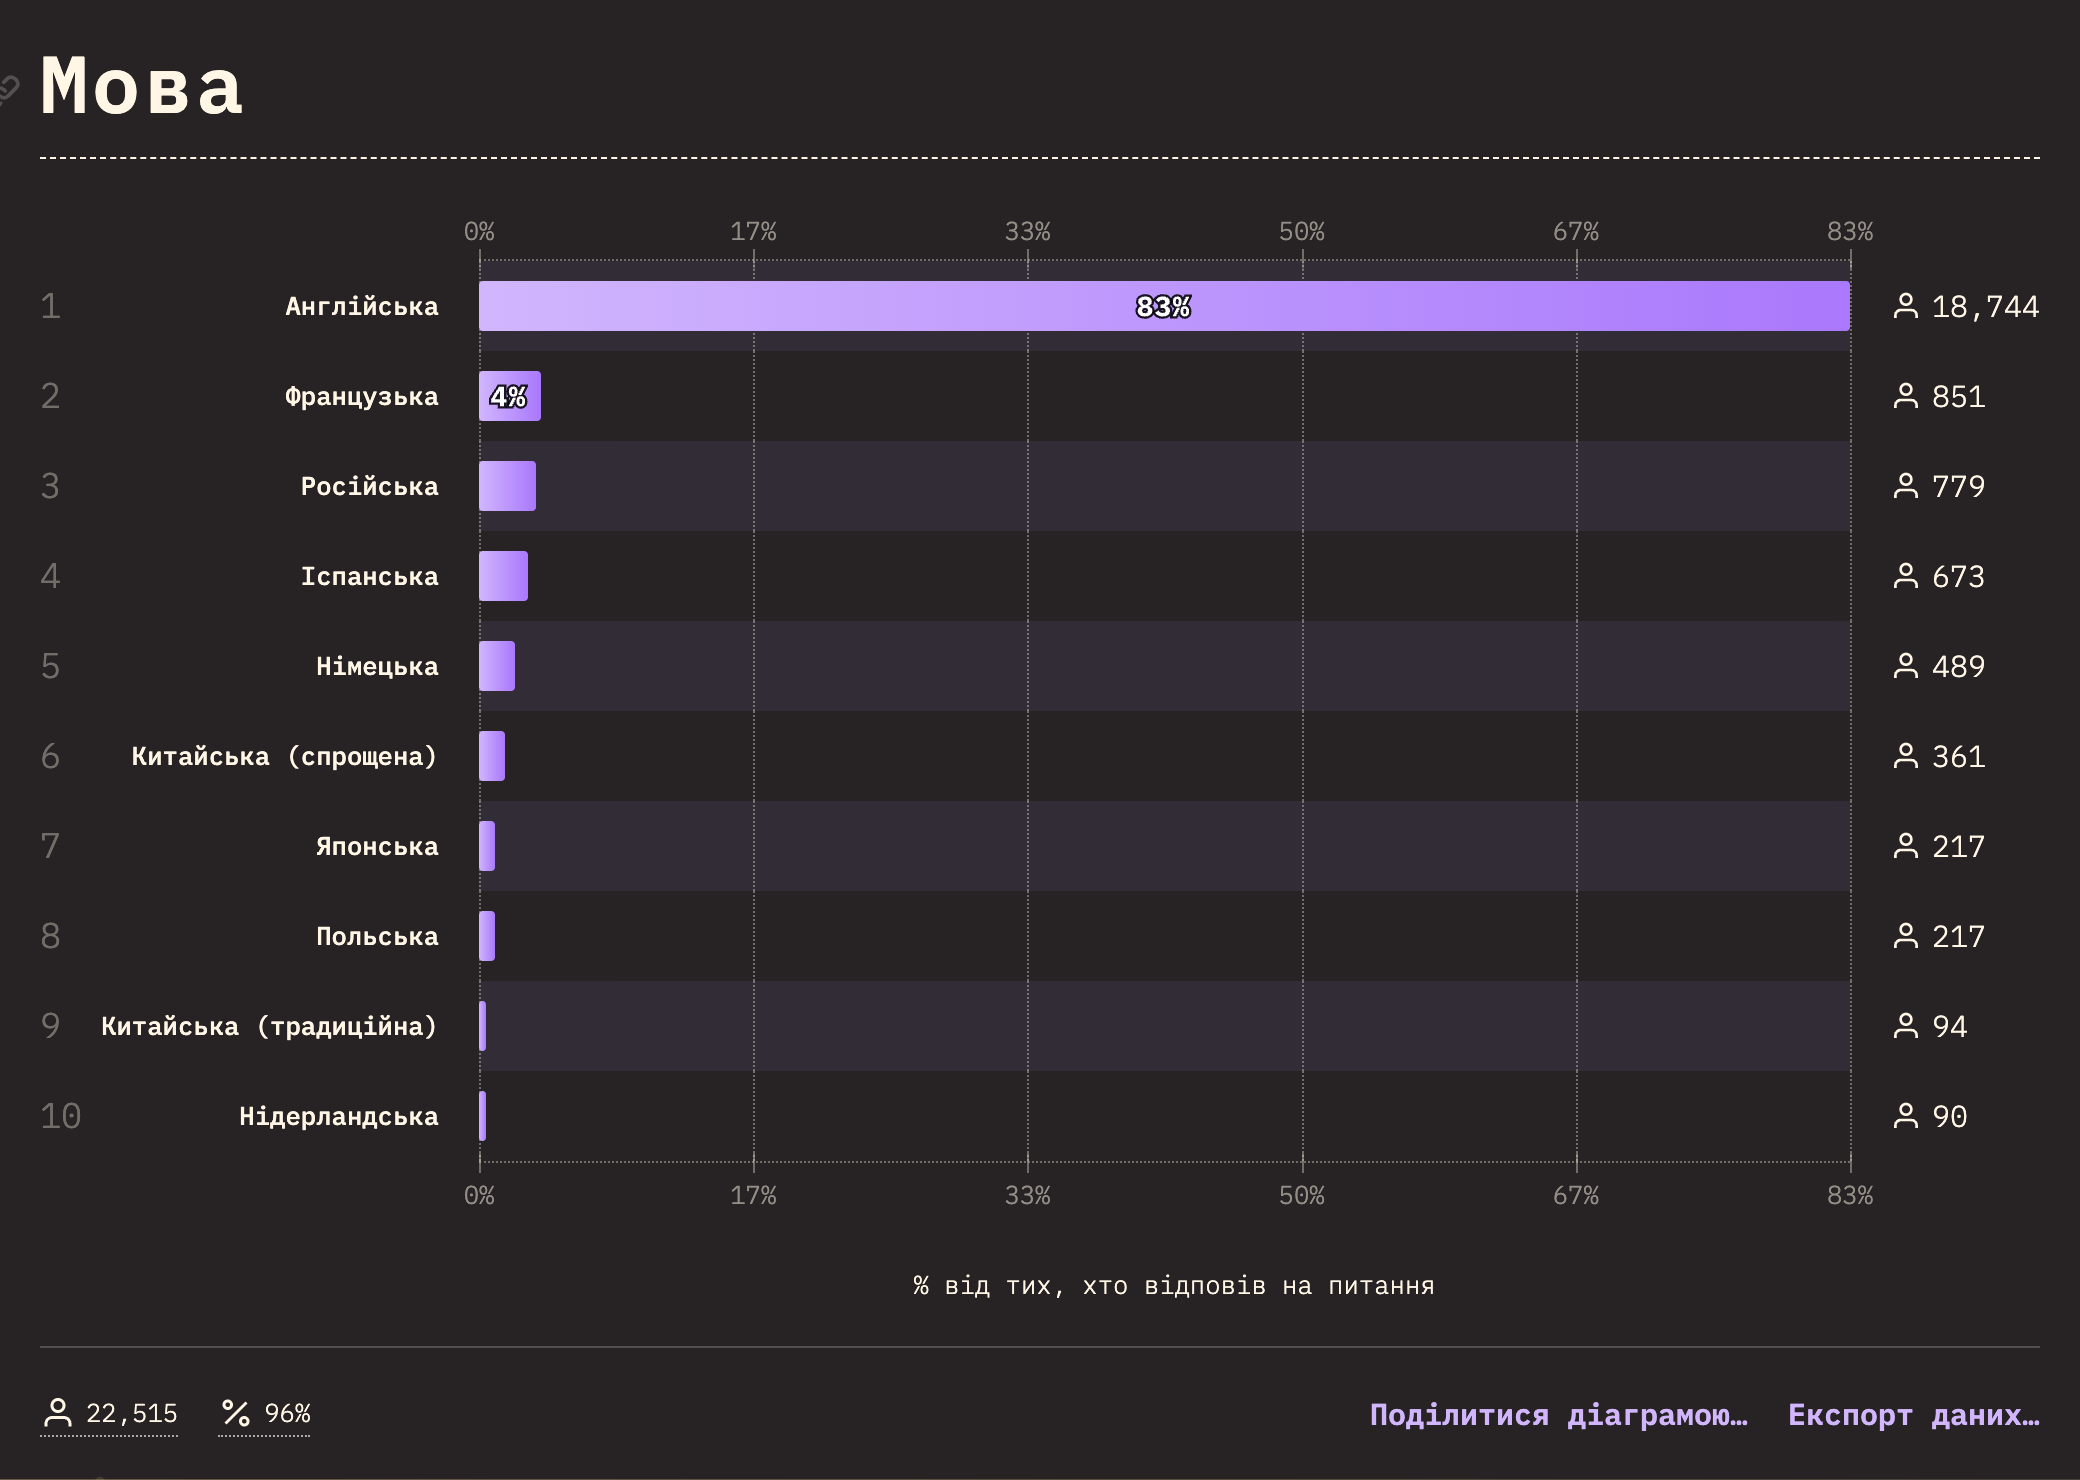 Мова
0% 17% 33% 50% 67% 83%
1 Англійська 83% 18,744
2 Французька 4% 851
3 Російська 779
4 Іспанська 673
5 Німецька 489
6 Китайська (спрощена) 361
7 Японська 217
8 Польська 217
9 Китайська (традиційна) 94
10 Нідерландська 90
0% 17% 33% 50% 67% 83%
% від тих, хто відповів на питання
22,515 96% Поділитися діаграмою… Експорт даних…